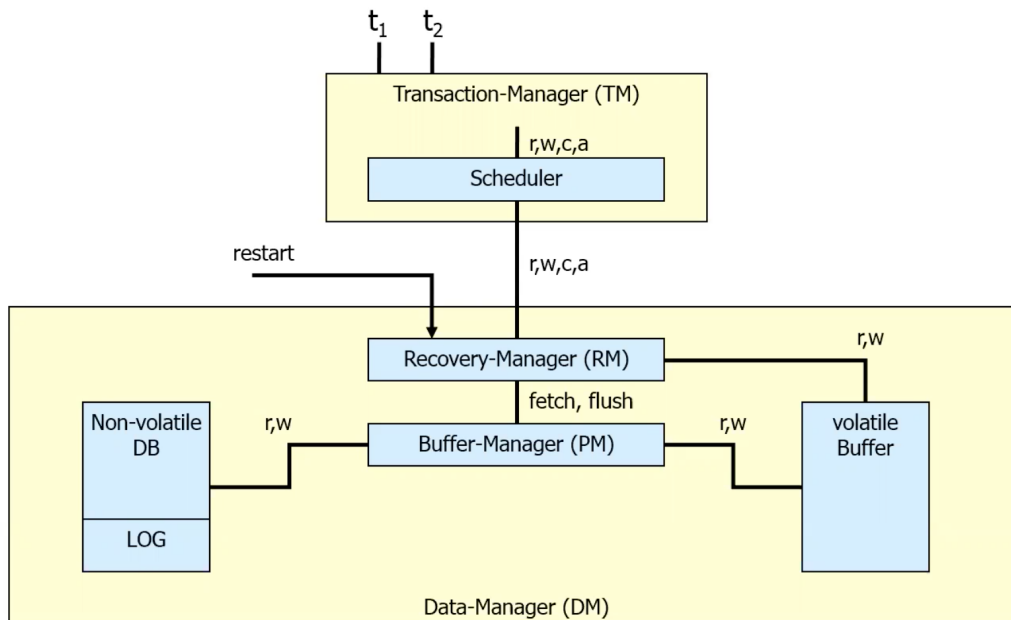 t1 t2
Transaction-Manager (TM)
r,w,c,a
Scheduler
restart
r,w,c,a
r,w
Recovery-Manager (RM)
fetch, flush
Non-volatile
DB
r,w
r,w
volatile
Buffer
Buffer-Manager (PM)
LOG
Data-Manager (DM)